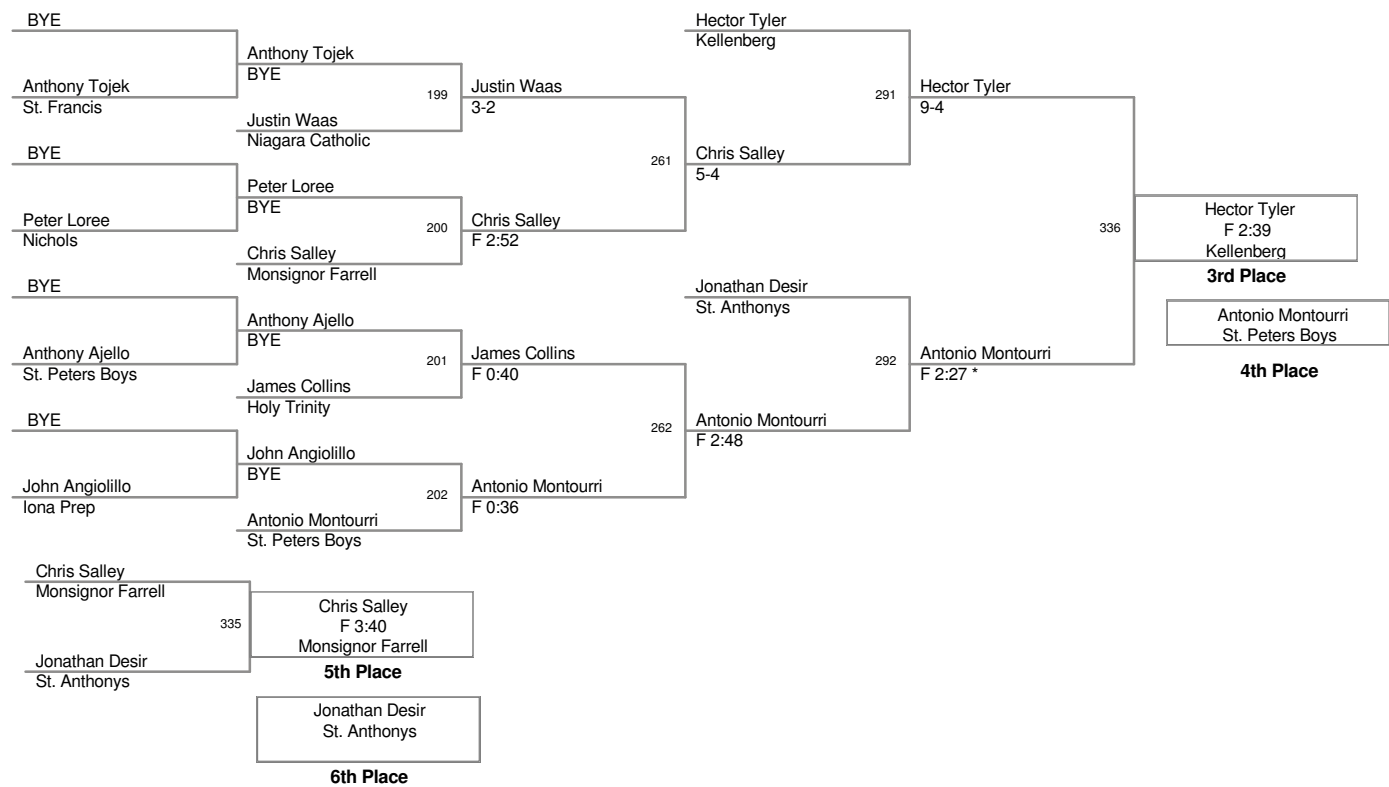 BYE
Anthony Tojek
St. Francis
BYE
Peter Loree
Nichols
BYE
Anthony Ajello
St. Peters Boys
BYE
John Angiolillo
Iona Prep
Anthony Tojek
BYE
199
Justin Waas
Niagara Catholic
Peter Loree
BYE
200
Chris Salley
Monsignor Farrell
Anthony Ajello
BYE
201
James Collins
Holy Trinity
John Angiolillo
BYE
202
Antonio Montourri
St. Peters Boys
Justin Waas
3-2
261
Chris Salley
F 2:52
James Collins
F 0:40
262
Antonio Montourri
F 0:36
Hector Tyler
Kellenberg
291
Chris Salley
5-4
Jonathan Desir
St. Anthonys
292
Antonio Montourri
F 2:48
Hector Tyler
9-4
336
Antonio Montourri
F 2:27 *
Hector Tyler
F 2:39
Kellenberg
3rd Place
Antonio Montourri
St. Peters Boys
4th Place
Chris Salley
Monsignor Farrell
335
Jonathan Desir
St. Anthonys
Chris Salley
F 3:40
Monsignor Farrell
5th Place
Jonathan Desir
St. Anthonys
6th Place